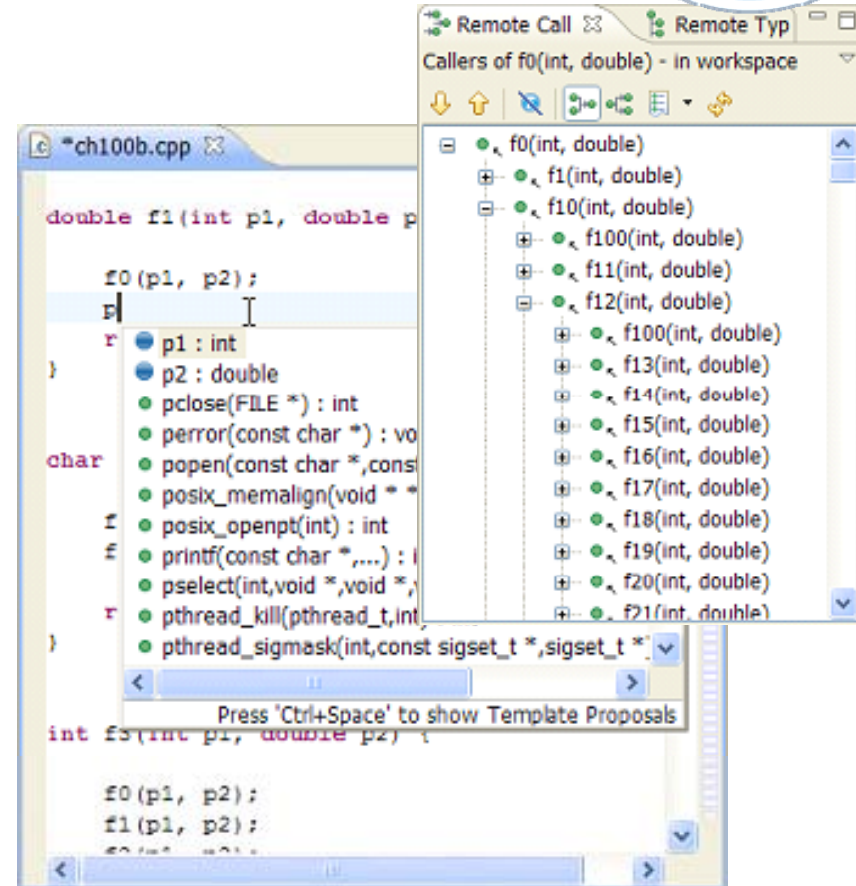 Remote Call
Remote Typ
Callers of f0(int, double) - in workspace
f0(int, double)
f1(int, double)
f10(int, double)
f100(int, double)
f11(int, double)
f12(int, double)
f100(int, double)
f13(int, double)
f14(int, double)
f15(int, double)
f16(int, double)
f17(int, double)
f18(int, double)
f19(int, double)
f20(int, double)
f21(int, double)
*ch100b.cpp
double f1(int p1, double p
f0(p1, p2);
p
r
}
char
f
f
r
}
p1 : int
p2 : double
pclose(FILE *) : int
perror(const char *) : vo
popen(const char *,const
posix_memalign(void * *
posix_openpt(int) : int
printf(const char *,...) : i
pselect(int,void *,void *,
pthread_kill(pthread_t,int
pthread_sigmask(int,const sigset_t *,sigset_t *
Press 'Ctrl+Space' to show Template Proposals
int f3(int p1, double p2) {
f0(p1, p2);
f1(p1, p2);